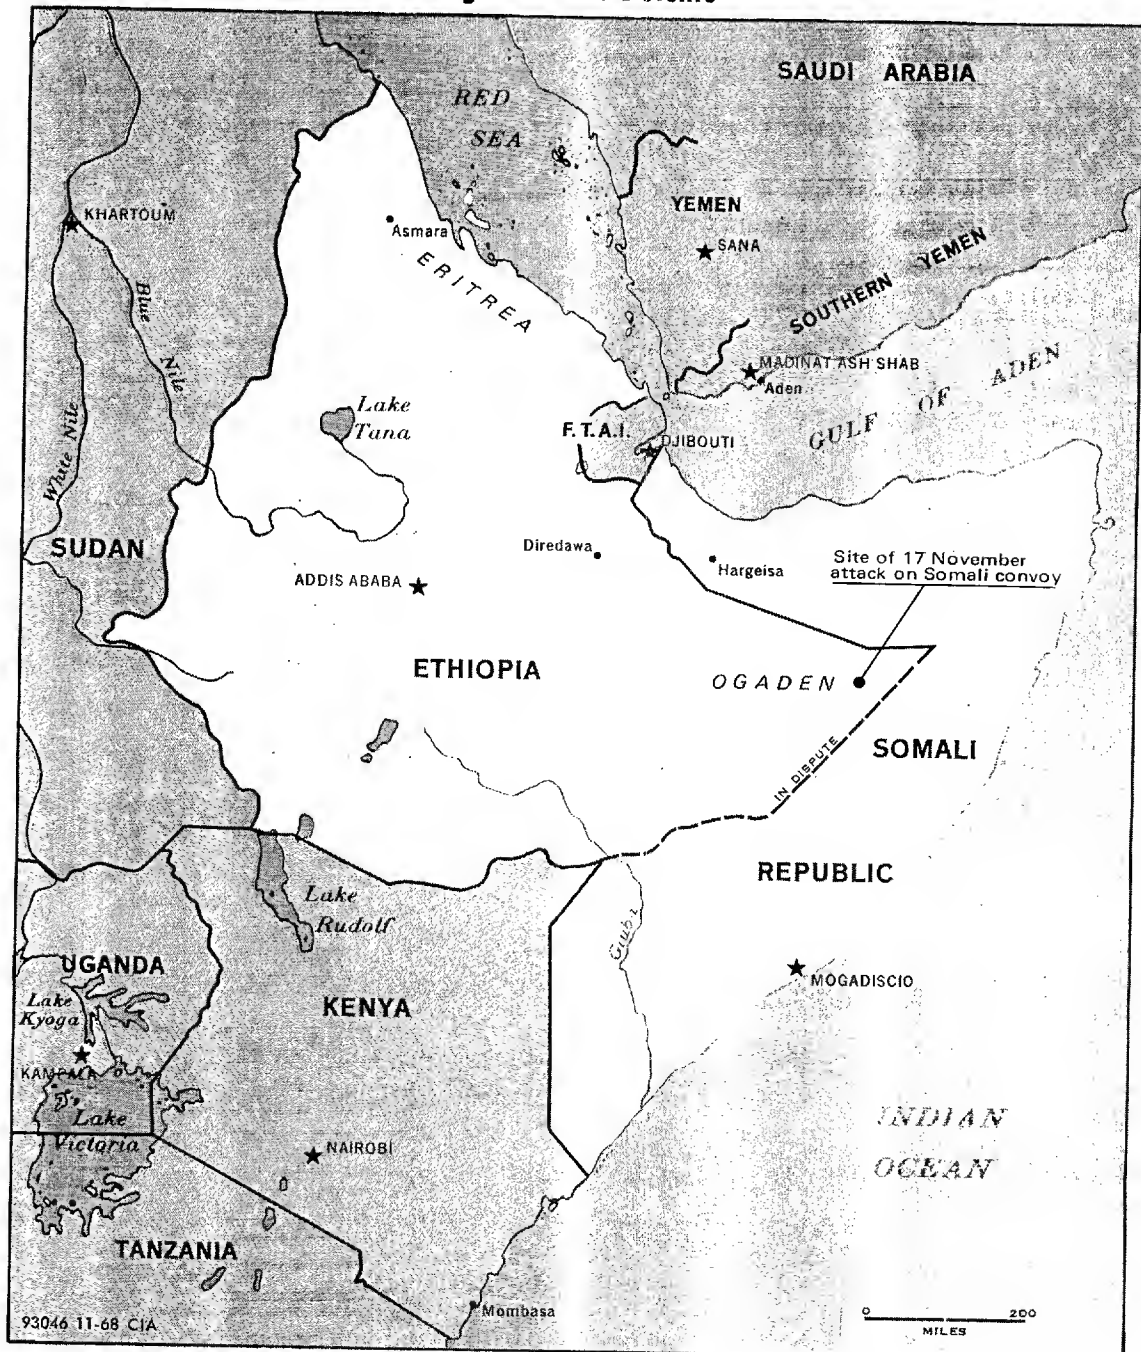 SAUDI ARABIA
RED
SEA
YEMEN
KHARTOUM
Asmara
SANA
ERITREA
SOUTHERN YEMEN
Blue
Nile
MADINAT ASH SHAB
Aden
GULF OF ADEN
Lake
Tana
F.T.A.I.
DJIBOUTI
White Nile
SUDAN
Diredawa
Hargeisa
Site of 17 November
attack on Somali convoy
ADDIS ABABA
ETHIOPIA
OGADEN
IN DISPUTE
SOMALI
REPUBLIC
Lake
Rudolf
Giuba
UGANDA
Lake
Kyoga
KENYA
MOGADISCIO
KAMPALA
Lake
Victoria
NAIROBI
INDIAN
OCEAN
TANZANIA
Mombasa
0 200
MILES
93046 11-68 CIA